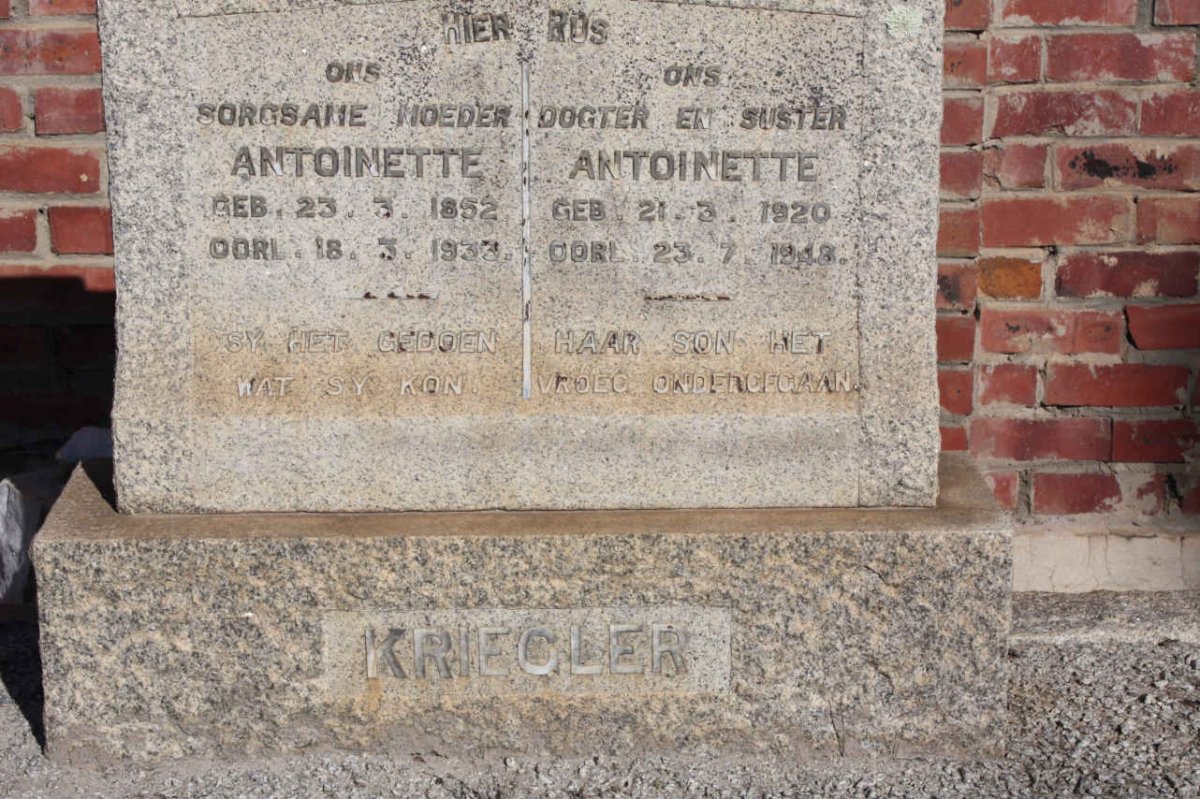 HIER RUS
ONS
SORGSAME MOEDER
ANTOINETTE
GEB. 23. 3. 1852
OORL. 18. 3. 1933.
SY HET GEDOEN
WAT SY KON.
ONS
DOGTER EN SUSTER
ANTOINETTE
GEB. 21. 3. 1920
OORL. 23. 7. 1948.
HAAR SON HET
VROEG ONDERGEGAAN.
KRIEGLER